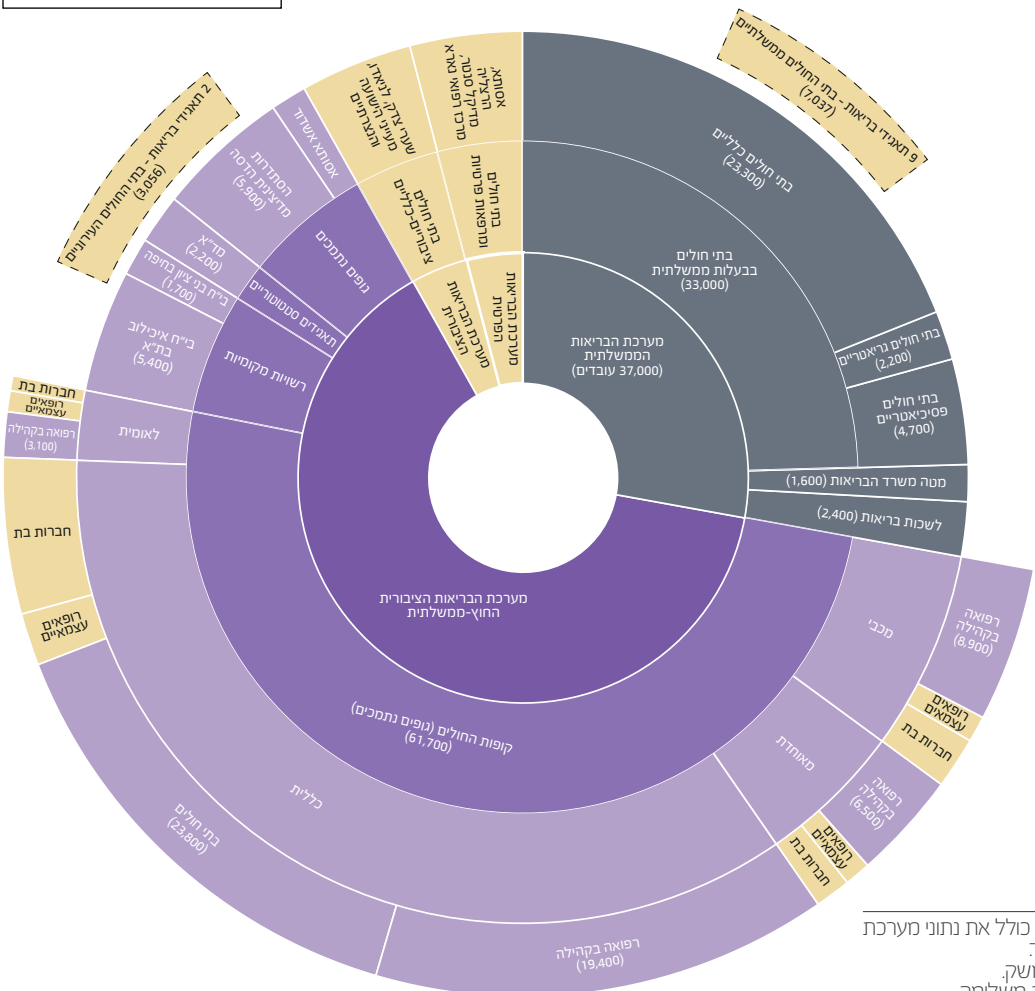 9 תאגידי בריאות - בתי החולים ממשלתיים
(7,037)
2 תאגידי בריאות - בתי החולים העירוניים
(3,056)
מערכת הבריאות
הממשלתית
(37,000 עובדים)
בתי חולים
בבעלות ממשלתית
(33,000)
בתי חולים כלליים
(23,300)
בתי חולים גריאטריים
(2,200)
בתי חולים
פסיכיאטריים
(4,700)
מטה משרד הבריאות (1,600)
לשכות בריאות (2,400)
מערכת הבריאות
הפרטית
בתי חולים
ומרפאות פרטיות
אסותא,
הרצליה
מדיקל סנטר,
מרכז רפואי נארא
מערכת הבריאות
הציבורית
בתי חולים
ציבוריים-כלליים
שערי צדק, לניאדו,
מעייני הישועה
והנצרתיים
מערכת הבריאות הציבורית
החוץ-ממשלתית
גופים נתמכים
אסותא אשדוד
הסתדרות
מדיצינית הדסה
(5,900)
תאגידים סטטוטוריים
מד"א
(2,200)
רשויות מקומיות
בי"ח בני ציון בחיפה
(1,700)
בי"ח איכילוב
בת"א
(5,400)
קופות החולים (גופים נתמכים)
(61,700)
לאומית
חברות בת
רופאים
עצמאיים
רפואה בקהילה
(3,100)
כללית
חברות בת
רופאים
עצמאיים
בתי חולים
(23,800)
רפואה בקהילה
(19,400)
מאוחדת
חברות בת
רופאים
עצמאיים
רפואה
בקהילה
(6,500)
מכבי
חברות בת
רופאים
עצמאים
רפואה
בקהילה
(8,900)
כולל את נתוני מערכת